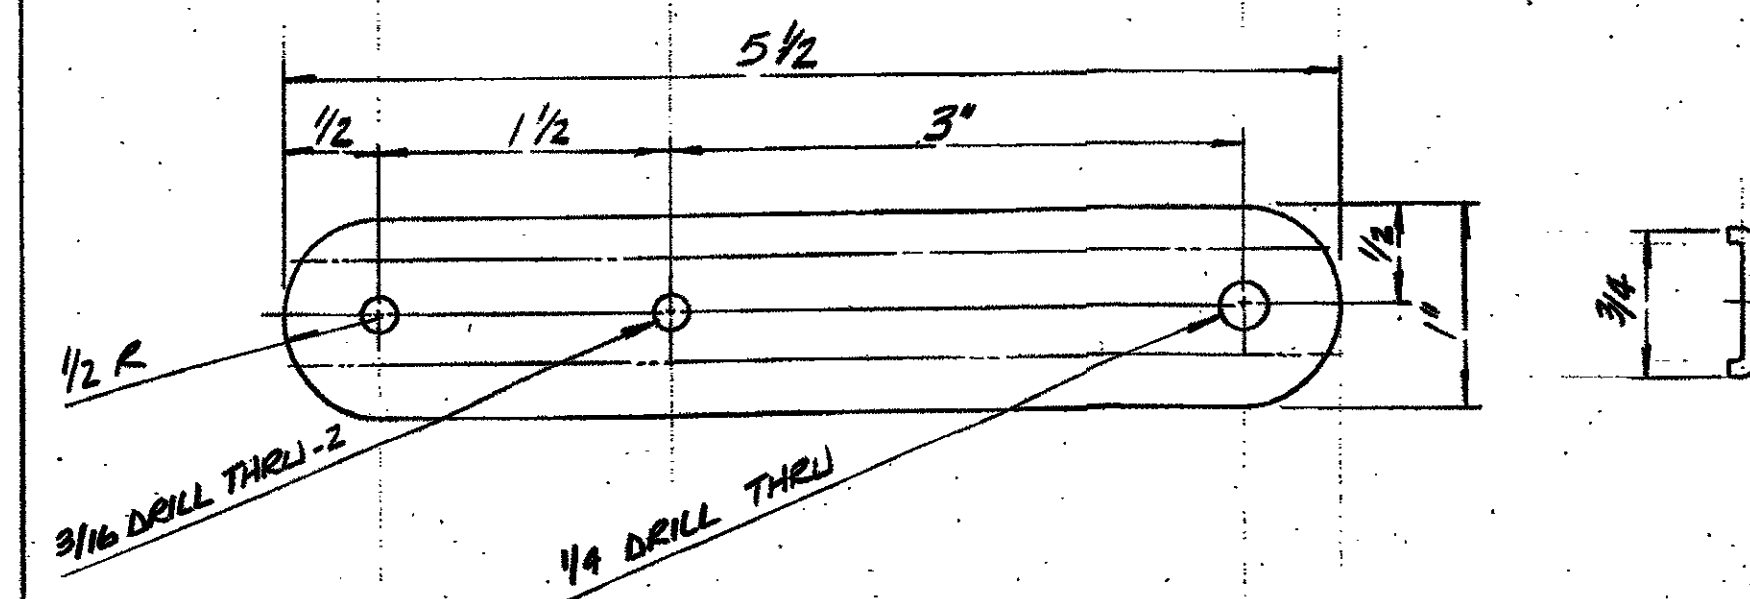 5 1/2
1/2
1 1/2
3"
1/2
1"
3/4
1/2 R
3/16 DRILL THRU-2
1/4 DRILL THRU